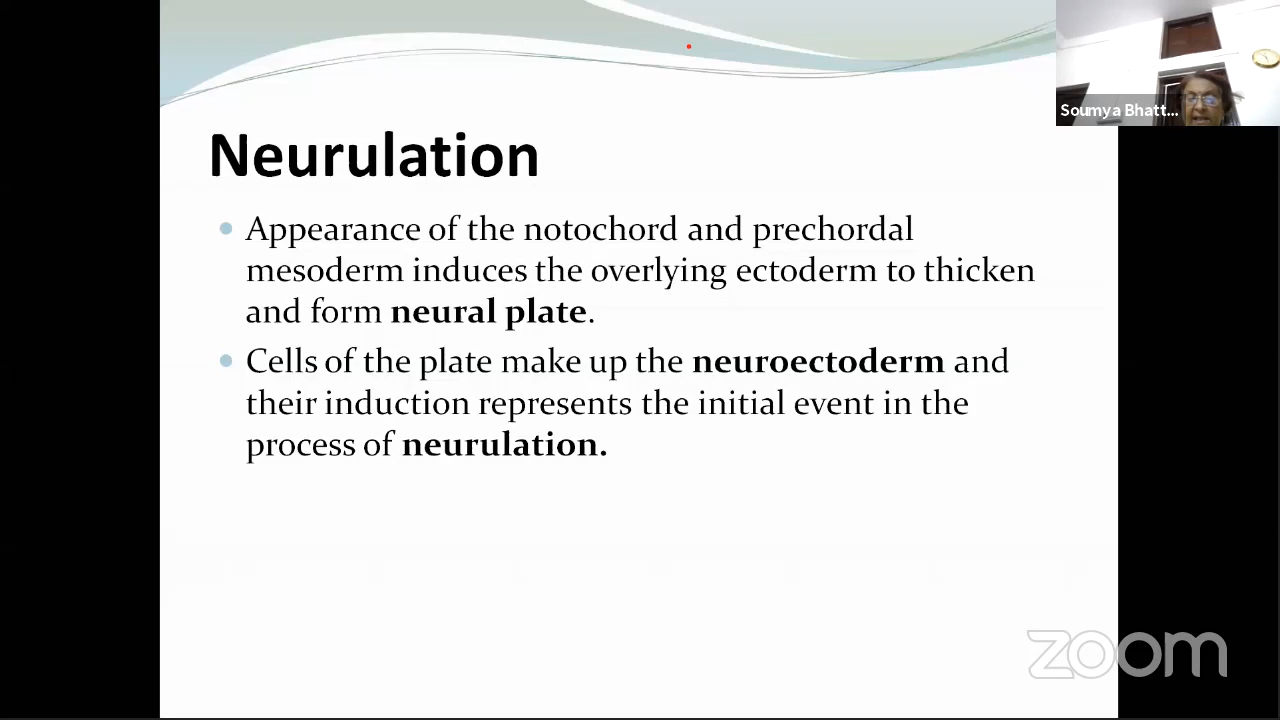 Soumya Bhatt...
Neurulation
Appearance of the notochord and prechordal
mesoderm induces the overlying ectoderm to thicken
and form neural plate.
Cells of the plate make up the neuroectoderm and
their induction represents the initial event in the
process of neurulation.
zoom